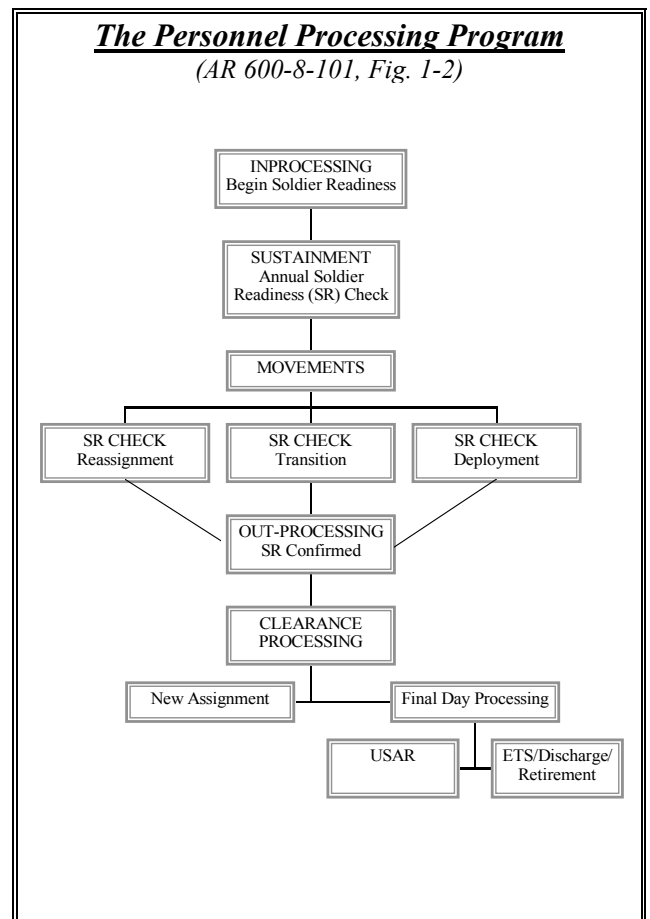 The Personnel Processing Program
(AR 600-8-101, Fig. 1-2)
INPROCESSING
Begin Soldier Readiness
SUSTAINMENT
Annual Soldier
Readiness (SR) Check
MOVEMENTS
SR CHECK
Reassignment
SR CHECK
Transition
SR CHECK
Deployment
OUT-PROCESSING
SR Confirmed
CLEARANCE
PROCESSING
New Assignment
Final Day Processing
USAR
ETS/Discharge/
Retirement